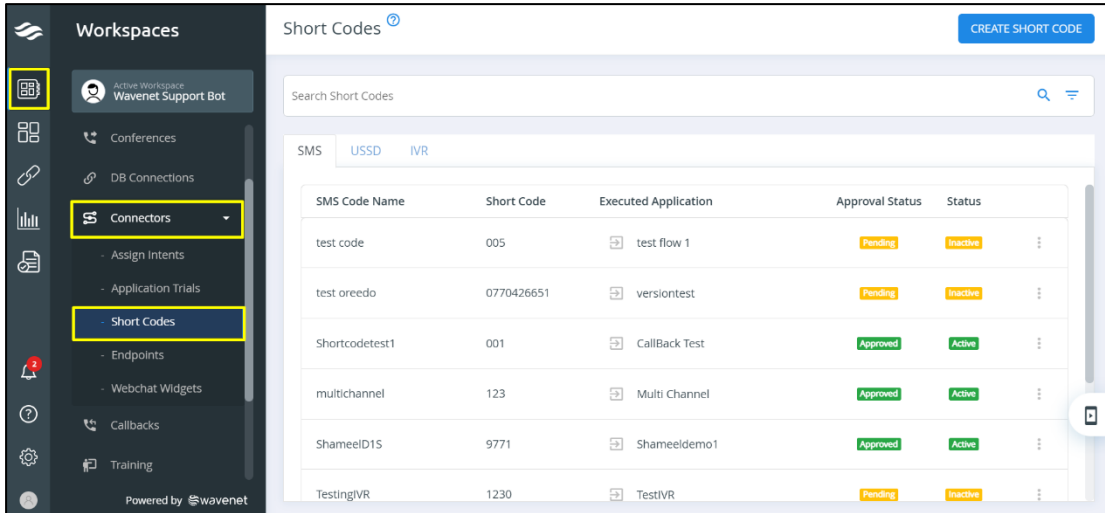 Workspaces
Active Workspace
Wavenet Support Bot
Conferences
DB Connections
Connectors
- Assign Intents
- Application Trials
- Short Codes
- Endpoints
- Webchat Widgets
2
Callbacks
Training
Powered by wavenet
Short Codes ?
CREATE SHORT CODE
Search Short Codes
SMS USSD IVR
SMS Code Name Short Code Executed Application Approval Status Status
test code 005 test flow 1 Pending Inactive
test oreedo 0770426651 versiontest Pending Inactive
Shortcodetest1 001 CallBack Test Approved Active
multichannel 123 Multi Channel Approved Active
ShameelD1S 9771 Shameeldemo1 Approved Active
TestingIVR 1230 TestIVR Pending Inactive